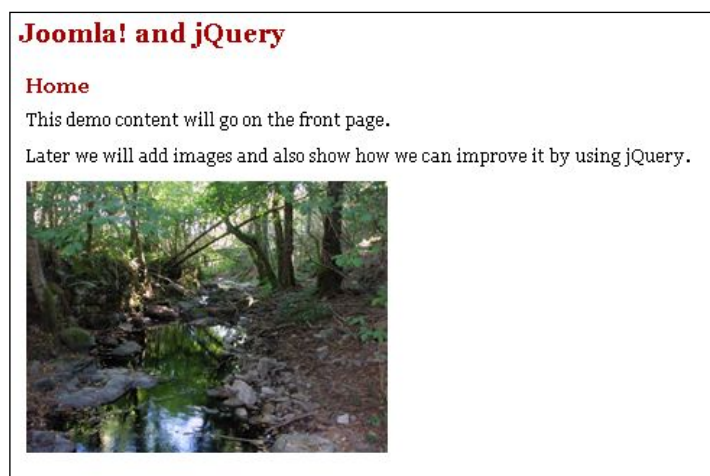 Joomla! and jQuery
Home
This demo content will go on the front page.
Later we will add images and also show how we can improve it by using jQuery.